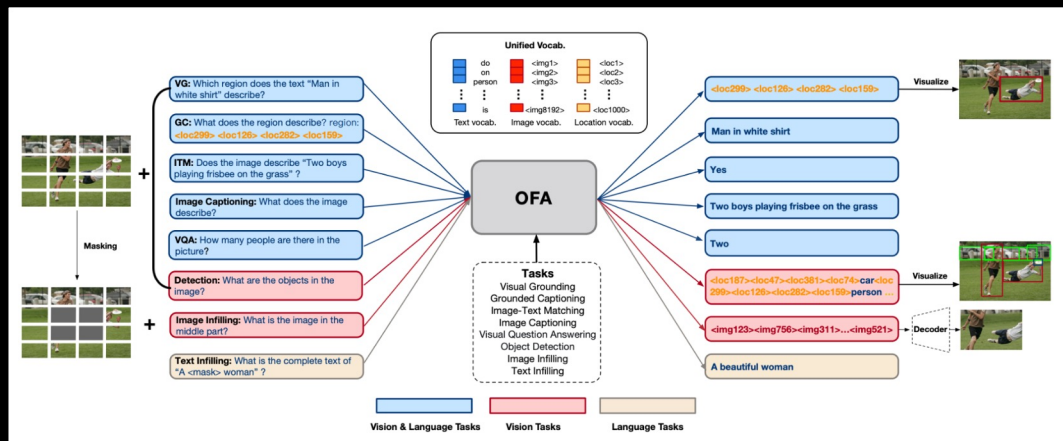 Unified Vocab.
do
on
person
is
Text vocab.
<img1>
<img2>
<img3>
<img8192>
Image vocab.
<loc1>
<loc2>
<loc3>
<loc1000>
Location vocab.
Masking
+
+
VG: Which region does the text “Man in
white shirt” describe?
GC: What does the region describe? region:
<loc299> <loc126> <loc282> <loc159>
ITM: Does the image describe “Two boys
playing frisbee on the grass” ?
Image Captioning: What does the image
describe?
VQA: How many people are there in the
picture?
Detection: What are the objects in the
image?
Image Infilling: What is the image in the
middle part?
Text Infilling: What is the complete text of
“A <mask> woman” ?
OFA
Tasks
Visual Grounding
Grounded Captioning
Image-Text Matching
Image Captioning
Visual Question Answering
Object Detection
Image Infilling
Text Infilling
<loc299> <loc126> <loc282> <loc159>
Visualize
Man in white shirt
Yes
Two boys playing frisbee on the grass
Two
<loc187><loc47><loc381><loc74>car<loc
299><loc126><loc282><loc159>person ...
Visualize
<img123><img756><img311>...<img521>
Decoder
A beautiful woman
Vision & Language Tasks
Vision Tasks
Language Tasks